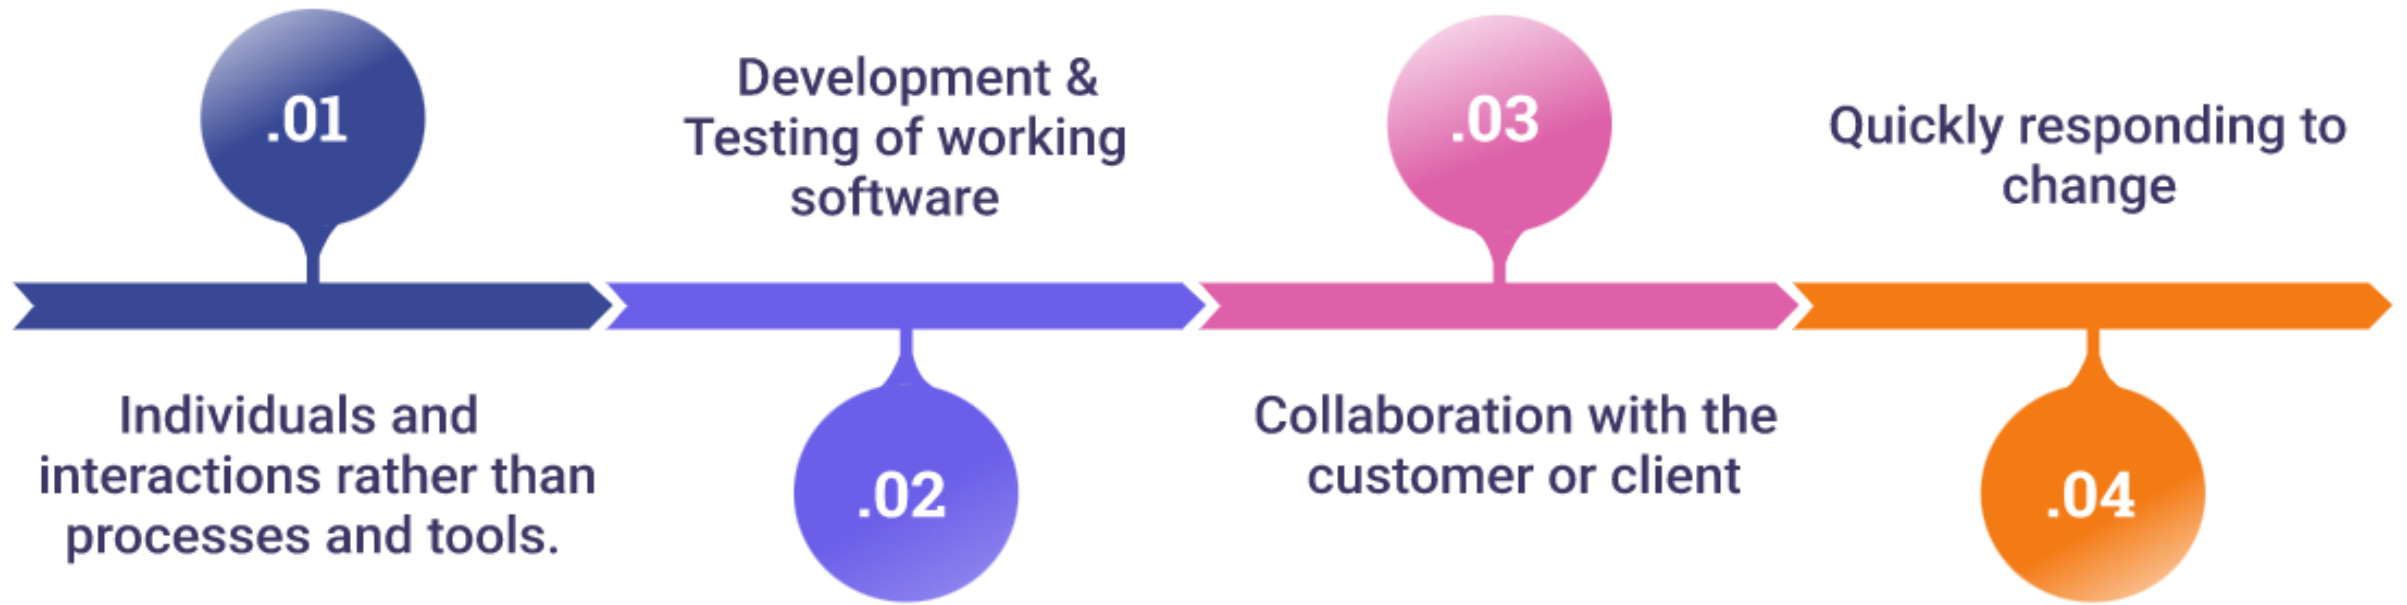 .01
Individuals and
interactions rather than
processes and tools.
Development &
Testing of working
software
.02
.03
Collaboration with the
customer or client
Quickly responding to
change
.04